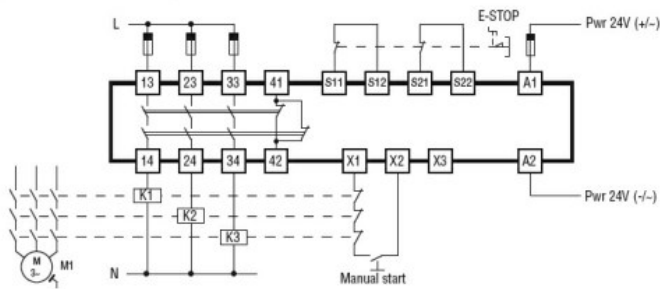 L
E-STOP
Pwr 24V (+/~)
13 23 33 41 S11 S12 S21 S22 A1
14 24 34 42 X1 X2 X3 A2
K1
Pwr 24V (-/~)
K2
K3
M
3~
M1
N
Manual start